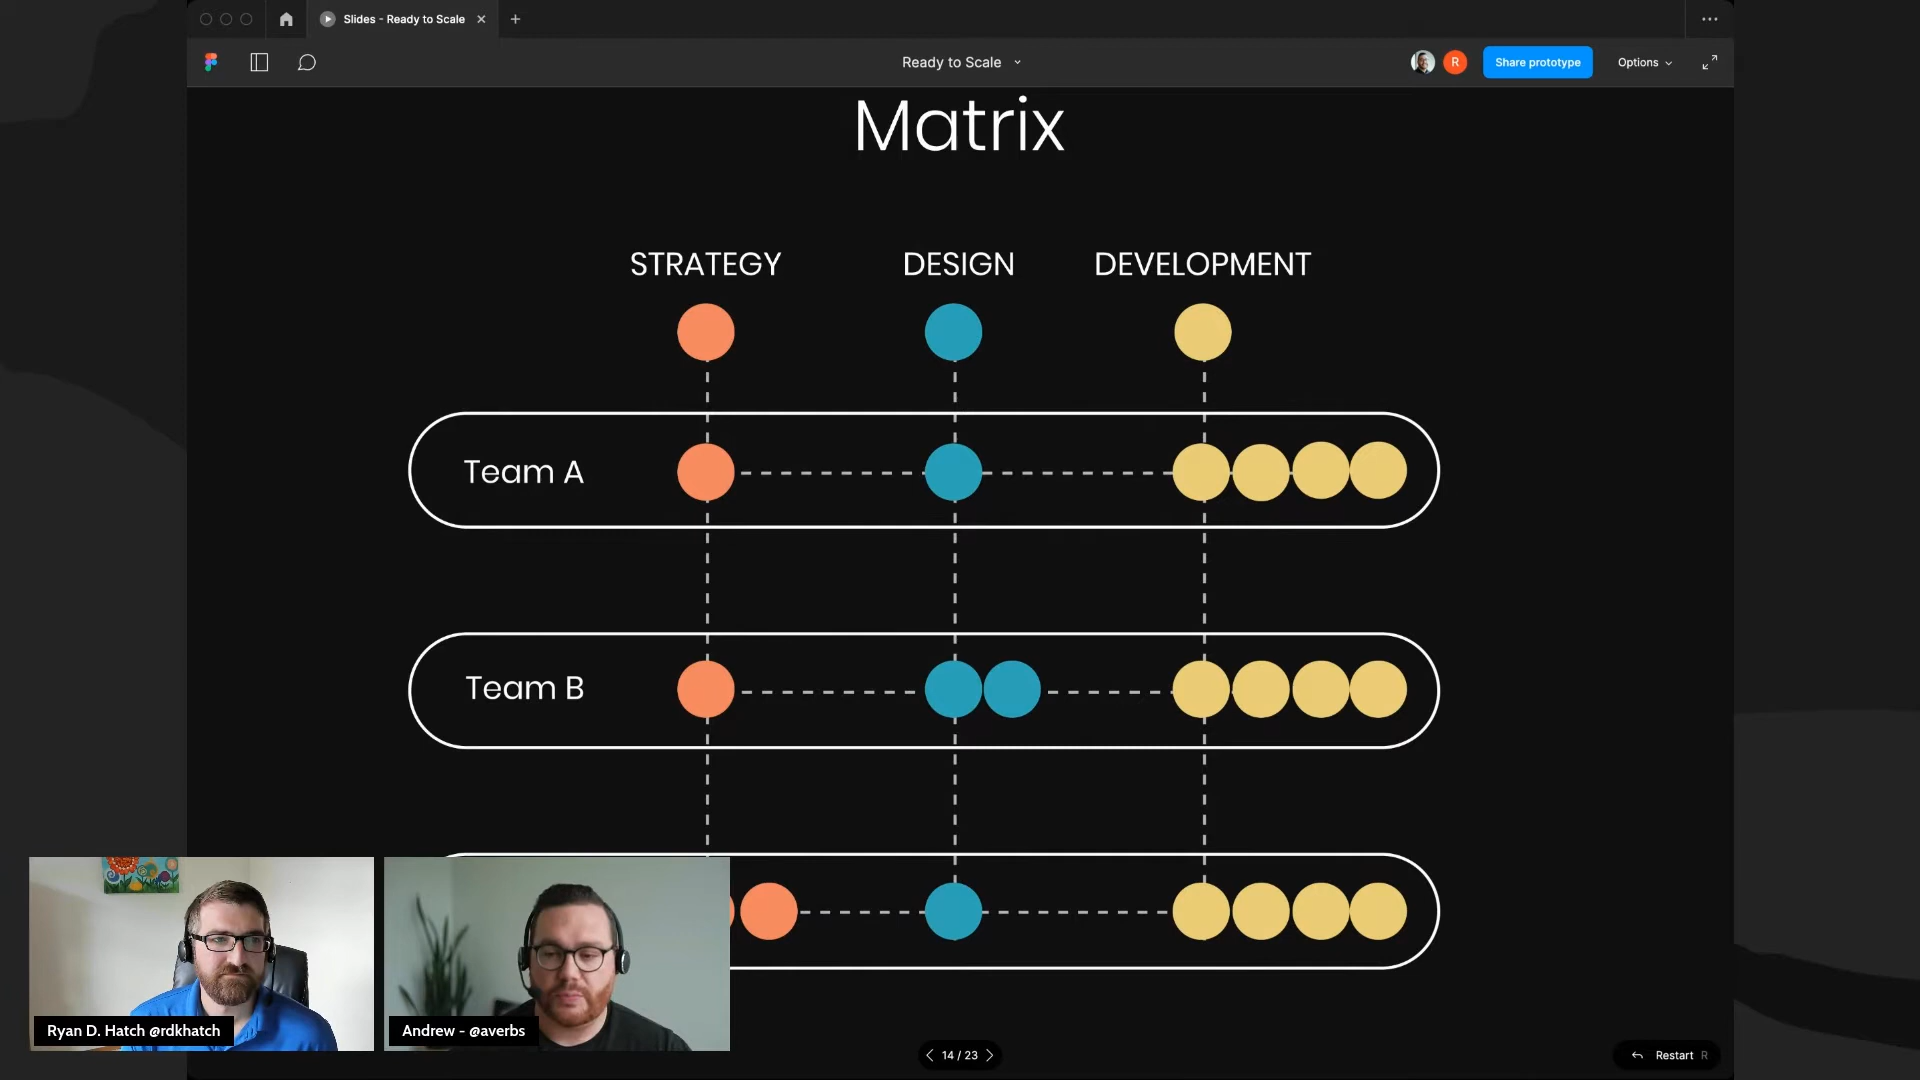 Slides - Ready to Scale
Ready to Scale
R
Share prototype
Options
Matrix
STRATEGY
DESIGN
DEVELOPMENT
Team A
Team B
Ryan D. Hatch @rdkhatch
Andrew - @averbs
14 / 23
Restart R